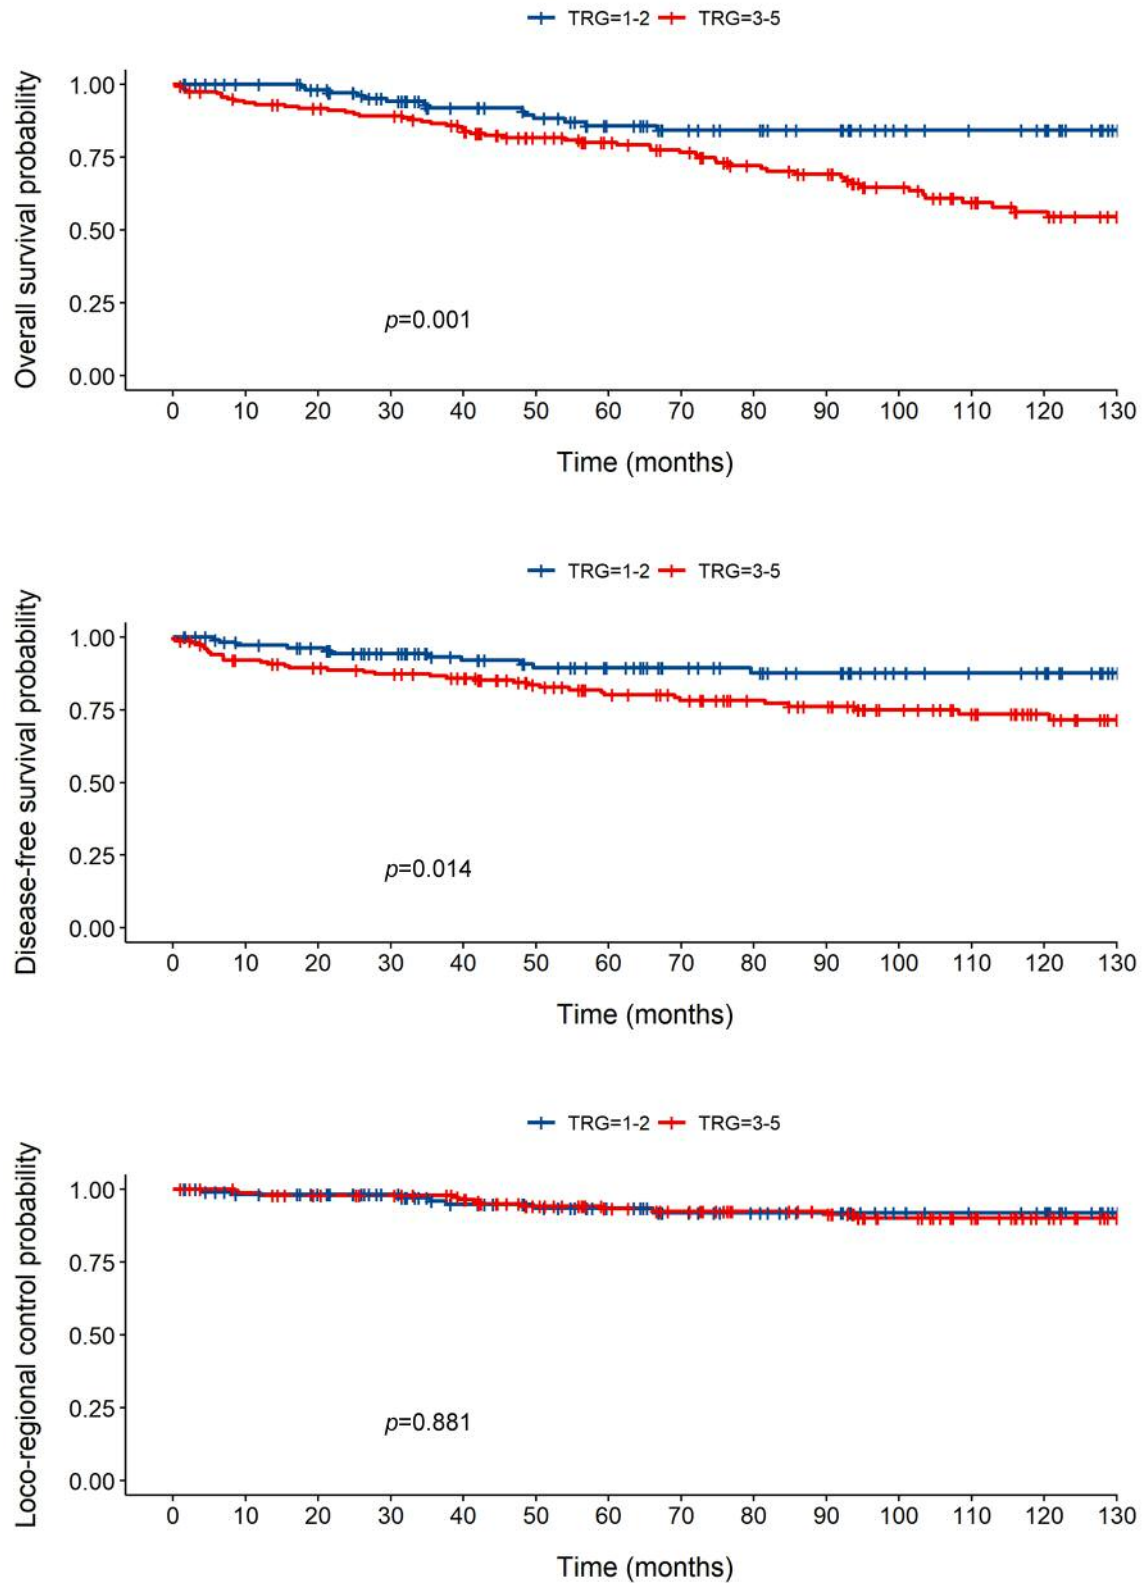 TRG=1-2 TRG=3-5
Overall survival probability
1.00
0.75
0.50
0.25
0.00
p=0.001
0 10 20 30 40 50 60 70 80 90 100 110 120 130
Time (months)
TRG=1-2 TRG=3-5
Disease-free survival probability
1.00
0.75
0.50
0.25
0.00
p=0.014
0 10 20 30 40 50 60 70 80 90 100 110 120 130
Time (months)
TRG=1-2 TRG=3-5
Loco-regional control probability
1.00
0.75
0.50
0.25
0.00
p=0.881
0 10 20 30 40 50 60 70 80 90 100 110 120 130
Time (months)